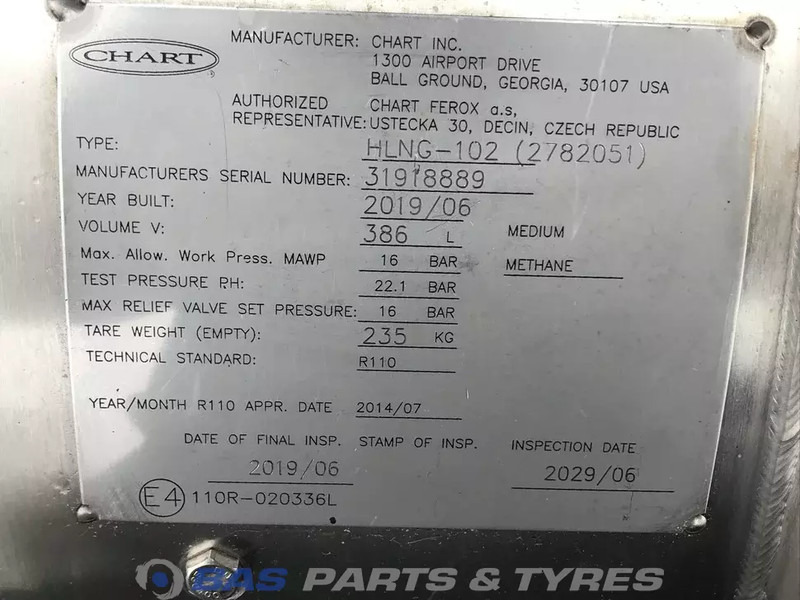 CHART
MANUFACTURER: CHART INC.
1300 AIRPORT DRIVE
BALL GROUND, GEORGIA, 30107 USA
AUTHORIZED CHART FEROX a.s,
REPRESENTATIVE: USTECKA 30, DECIN, CZECH REPUBLIC
TYPE: HLNG-102 (2782051)
MANUFACTURERS SERIAL NUMBER: 31918889
YEAR BUILT: 2019/06
VOLUME V: 386 L MEDIUM
Max. Allow. Work Press. MAWP 16 BAR METHANE
TEST PRESSURE PH: 22.1 BAR
MAX RELIEF VALVE SET PRESSURE: 16 BAR
TARE WEIGHT (EMPTY): 235 KG
TECHNICAL STANDARD: R110
YEAR/MONTH R110 APPR. DATE 2014/07
DATE OF FINAL INSP. STAMP OF INSP. INSPECTION DATE
2019/06 2029/06
E4 110R-020336L
BAS PARTS & TYRES